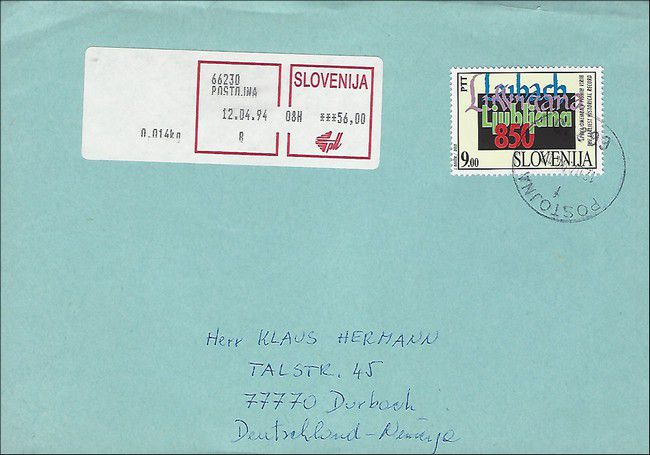 66230
POSTOJNA
12.04.94
0.014kg
R
SLOVENIJA
08H ***56,00
PTT
Laibach
Ljubljana
850
9.00 SLOVENIJA
POSTOJNA
Herr KLAUS HERMANN
TALSTR. 45
77770 Durbach
Deutschland-Nemčija